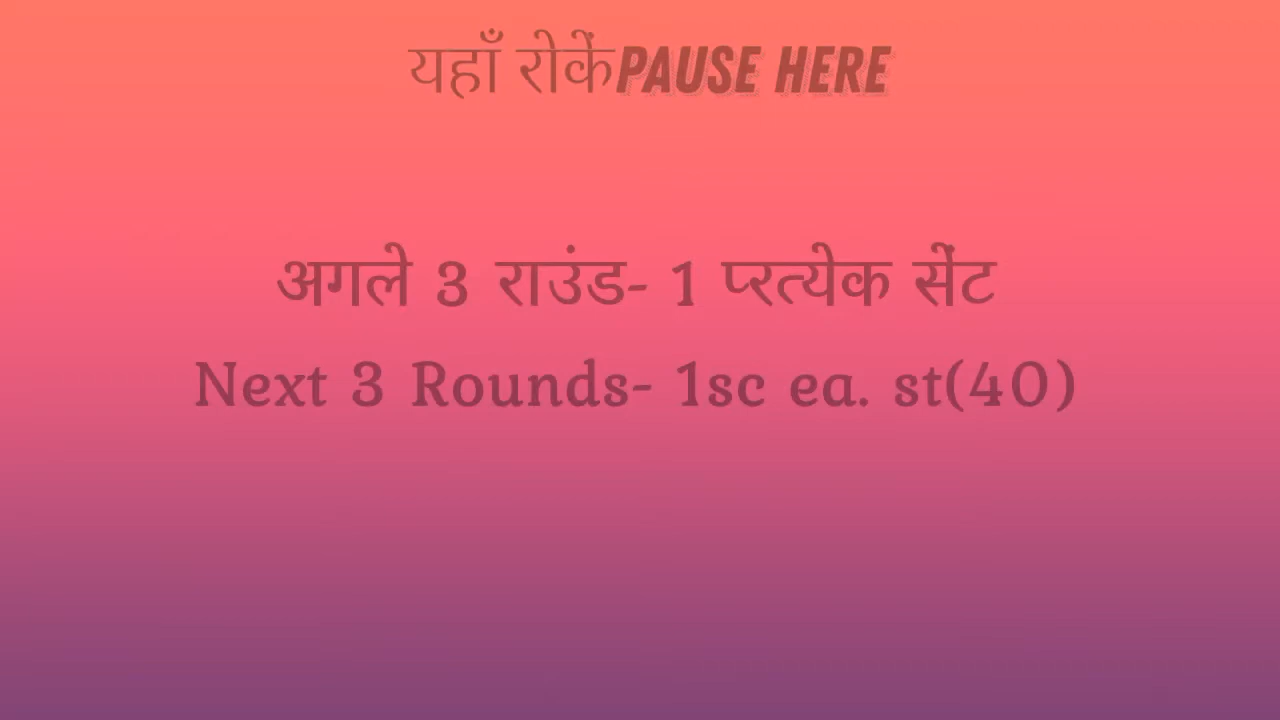 यहाँ रोकेंPAUSE HERE
अगले 3 राउंड- 1 प्रत्येक सेंट
Next 3 Rounds- 1sc ea. st(40)